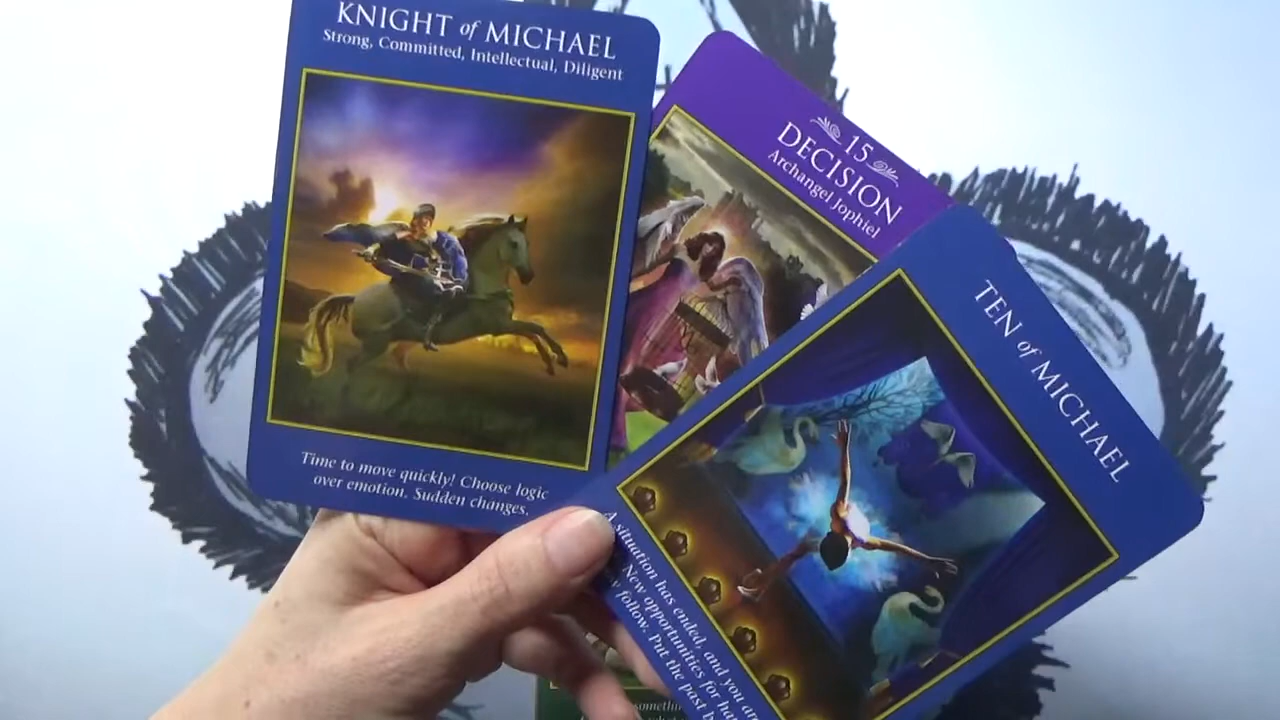 KNIGHT of MICHAEL
Strong, Committed, Intellectual, Diligent
Time to move quickly! Choose logic
over emotion. Sudden changes.
15
DECISION
Archangel Jophiel
TEN of MICHAEL
A situation has ended, and you
New opportunities for
follow. Put the past